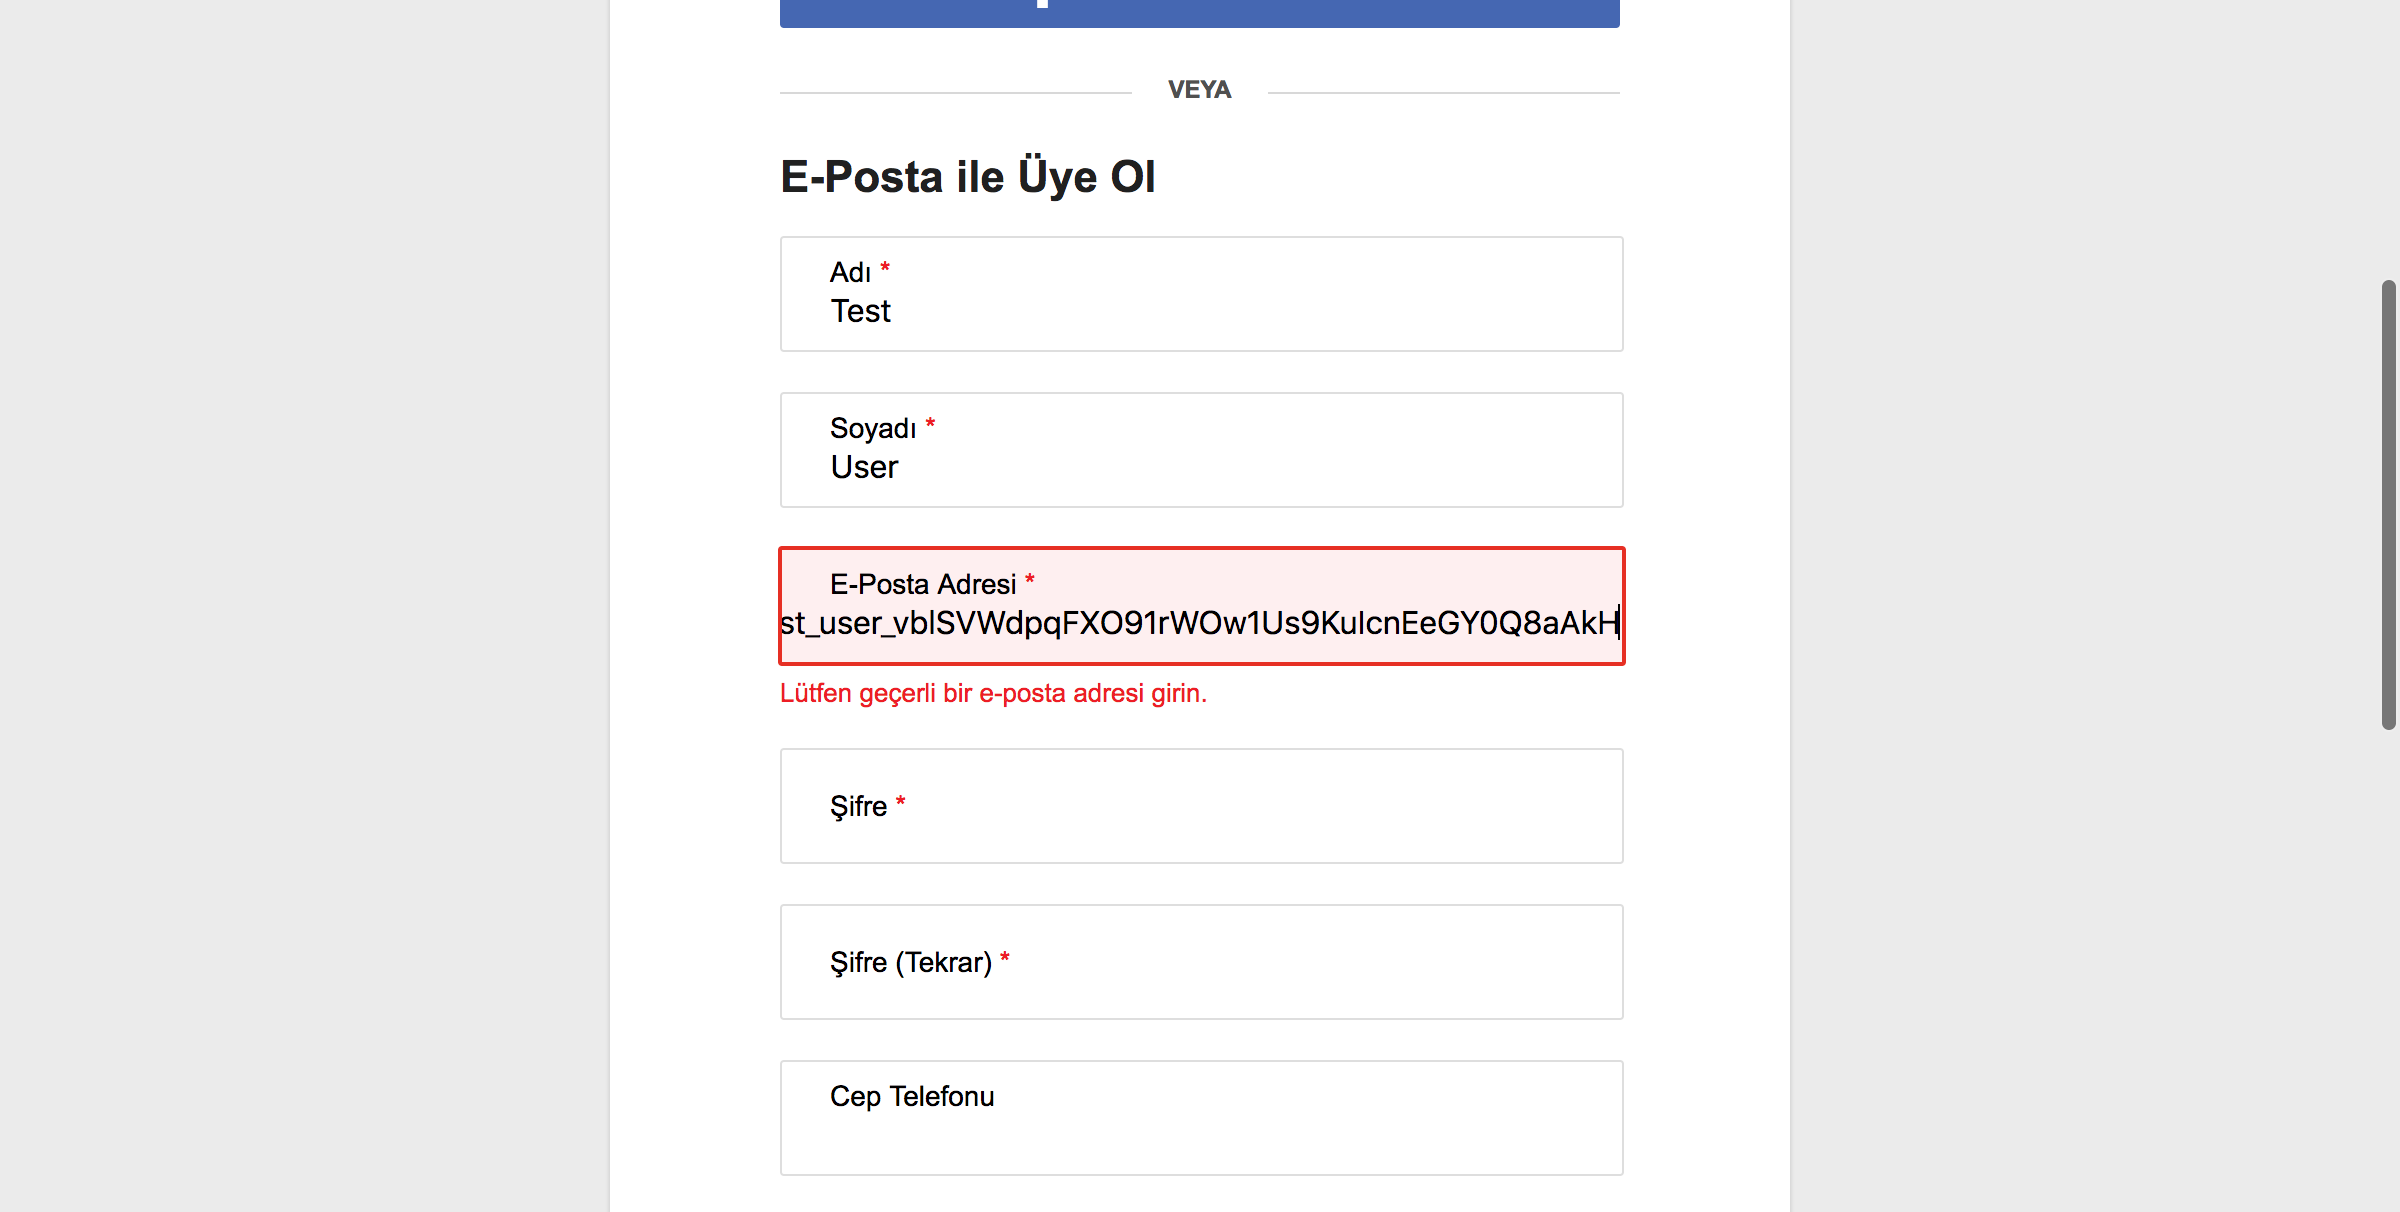 VEYA
E-Posta ile Üye Ol
Adı *
Test
Soyadı *
User
E-Posta Adresi *
st_user_vblSVWdpqFXO91rWOw1Us9KulcnEeGY0Q8aAkH
Lütfen geçerli bir e-posta adresi girin.
Şifre *
Şifre (Tekrar) *
Cep Telefonu